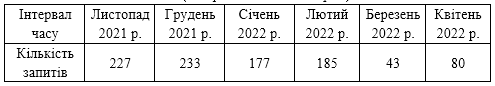 Інтервал часу | Листопад 2021 р. | Грудень 2021 р. | Січень 2022 р. | Лютий 2022 р. | Березень 2022 р. | Квітень 2022 р.
Кількість запитів | 227 | 233 | 177 | 185 | 43 | 80